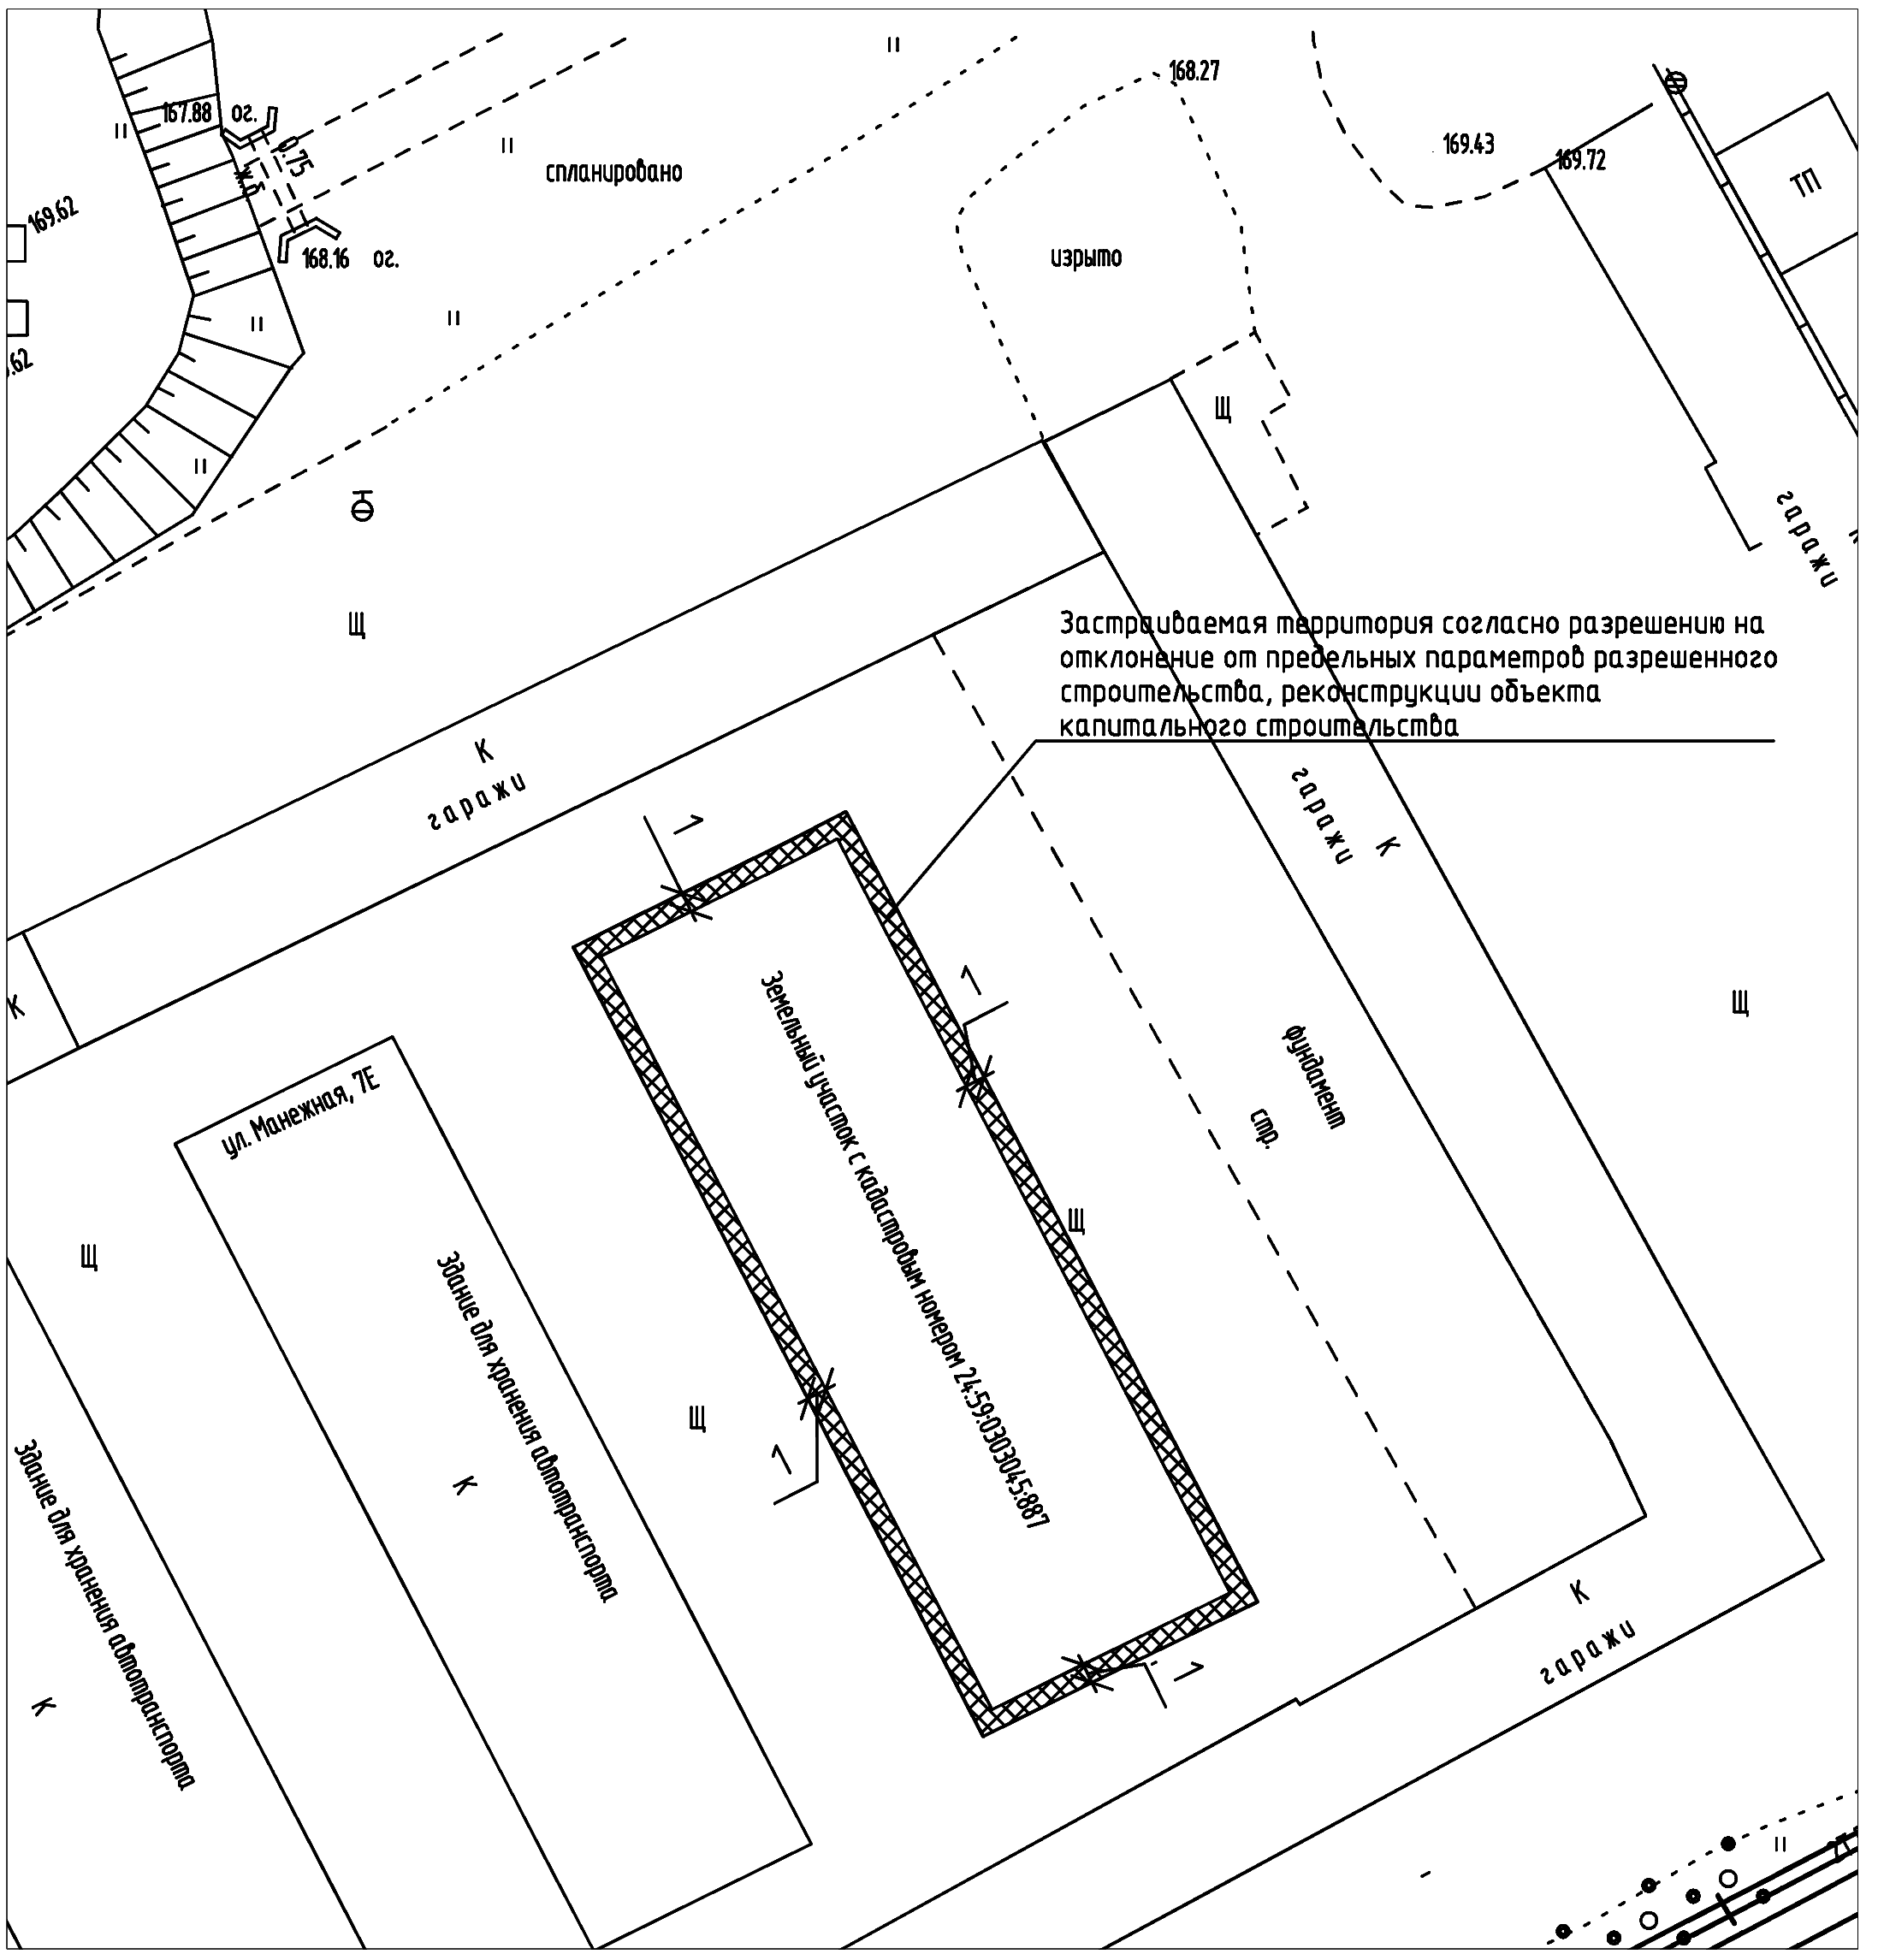 168.27
167.88 ог.
0.75
ж.б.
169.43
169.72
спланировано
ТП
169.62
168.16 ог.
изрыто
.62
Щ
гаражи
Щ
Застраиваемая территория согласно разрешению на
отклонение от предельных параметров разрешенного
строительства, реконструкции объекта
капитального строительства
К
гаражи
1
гаражи
К
1
К
Щ
ул. Манежная, 7Е
Земельный участок с кадастровым номером 24:59:0303045:887
фундамент
стр.
Щ
Щ
Здание для хранения автотранспорта
К
Щ
1
Здание для хранения автотранспорта
К
К
гаражи
1